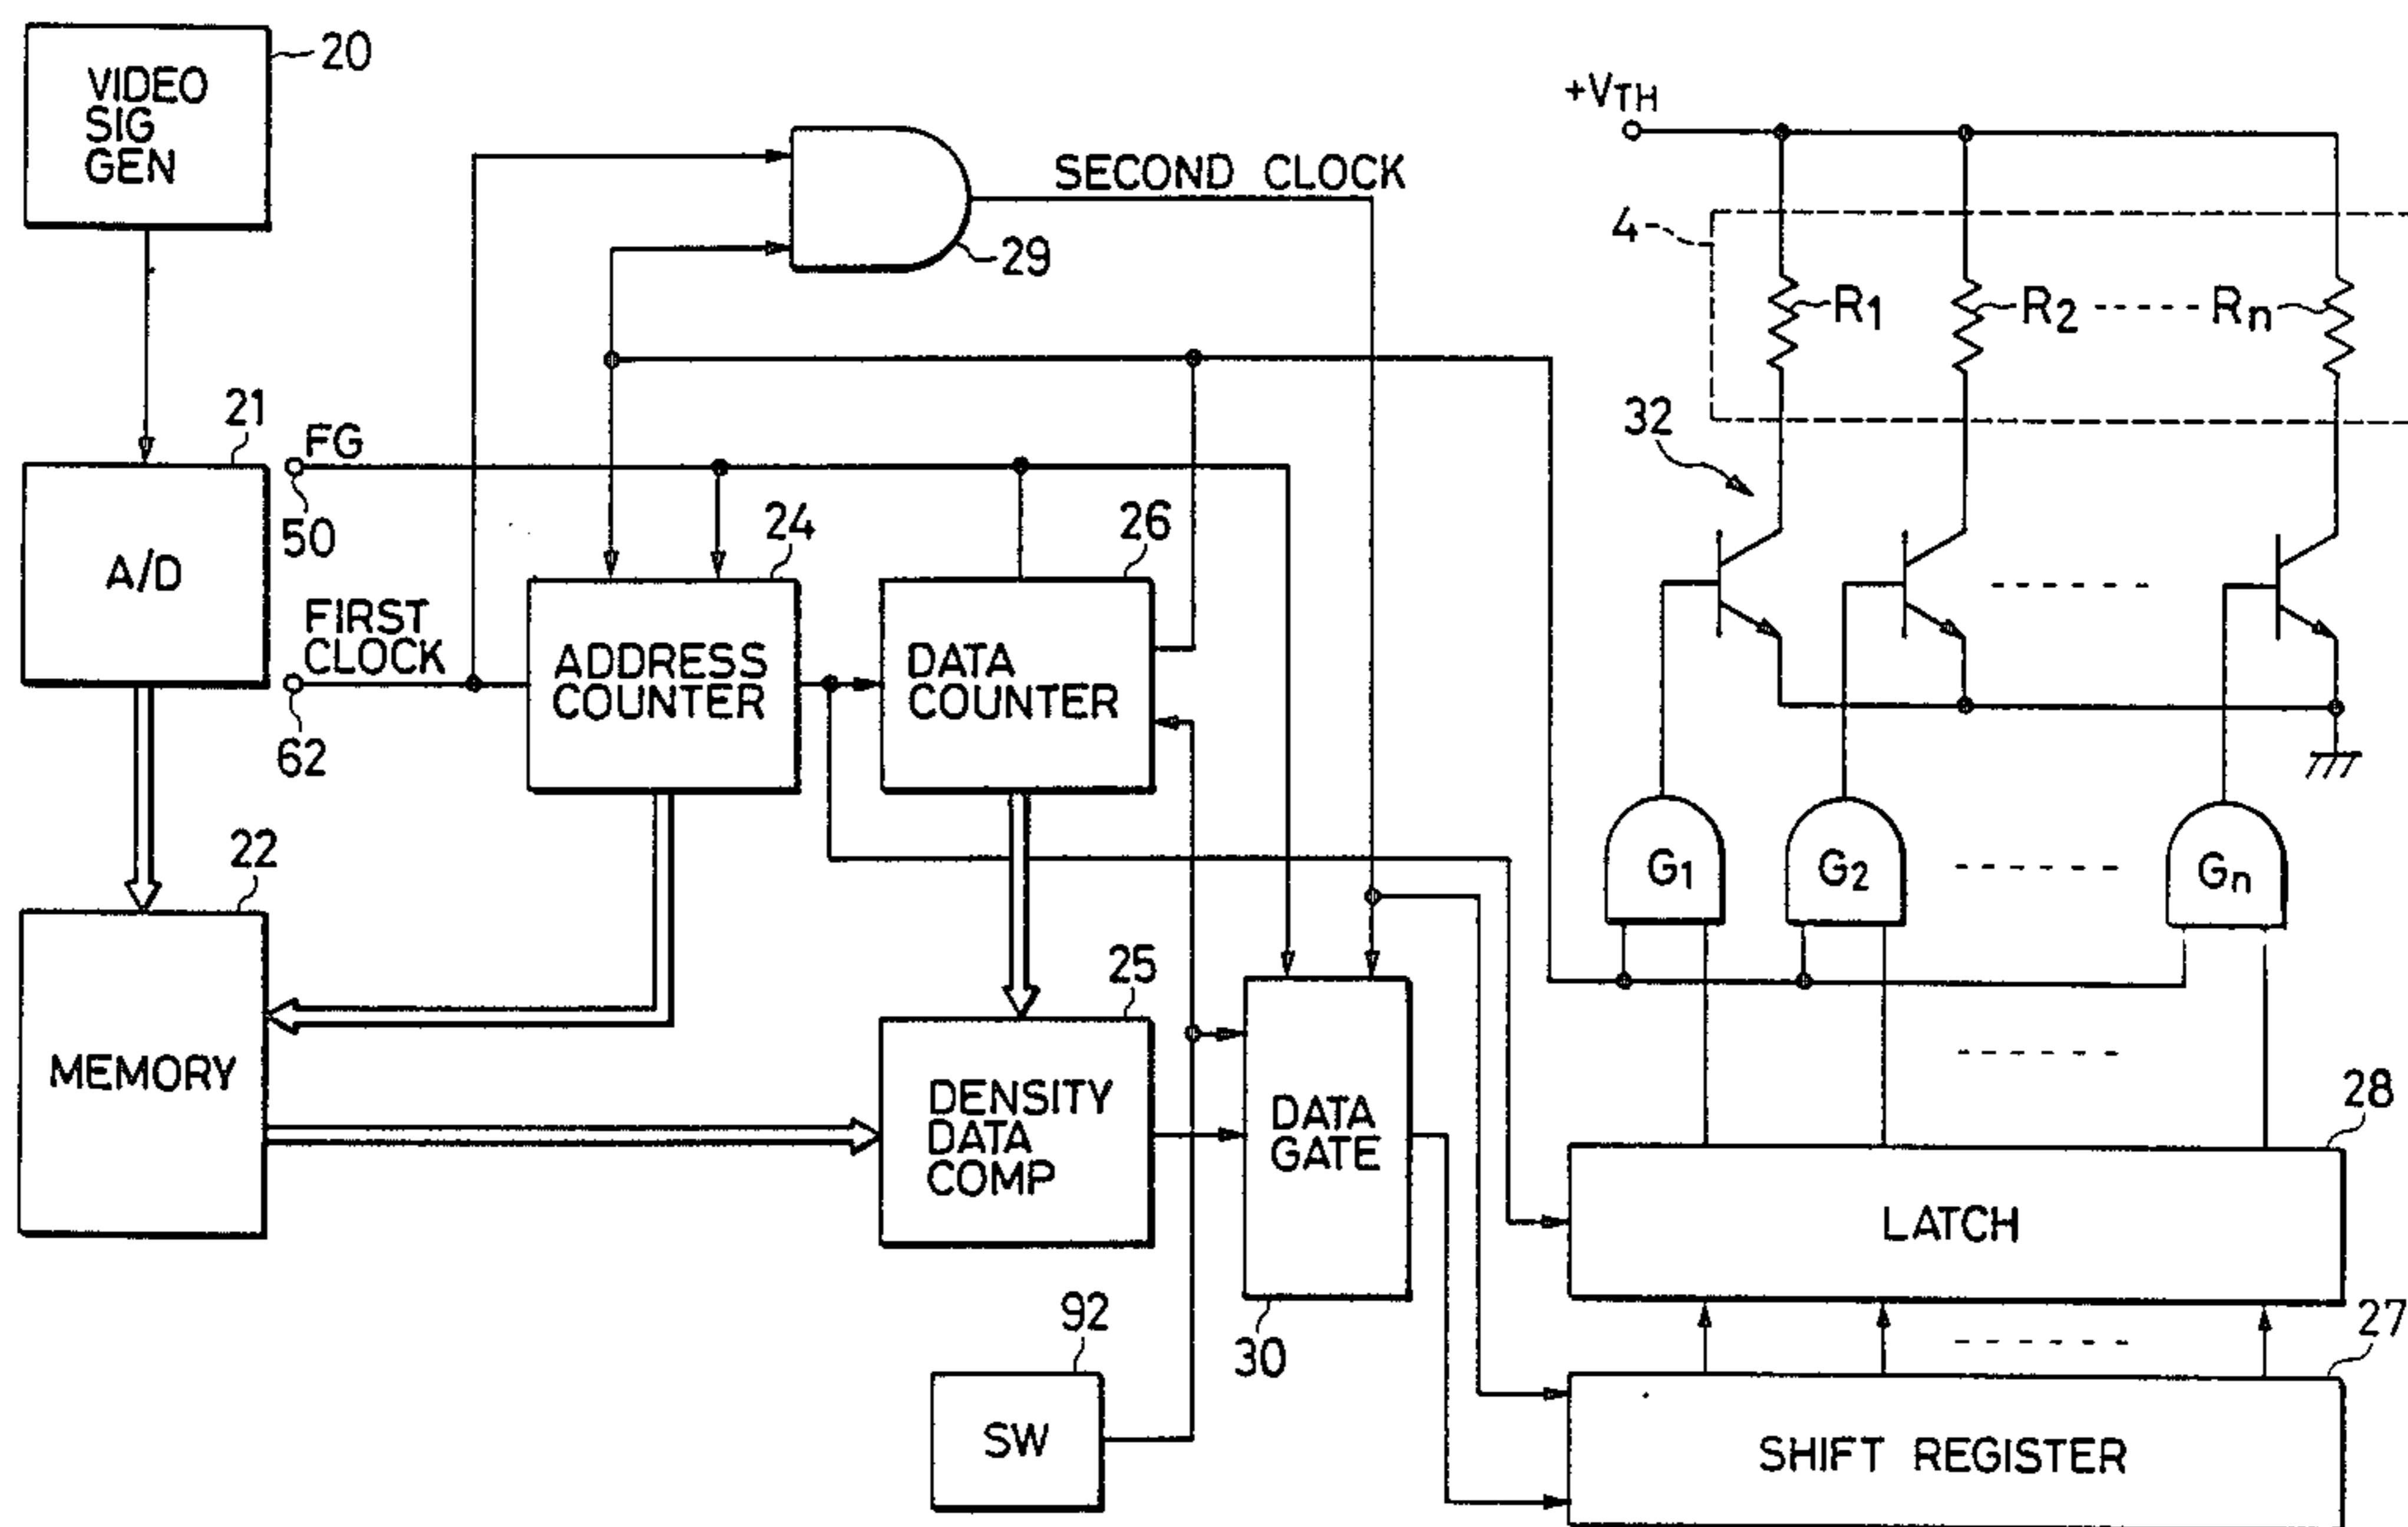 VIDEO
SIG
GEN
20
+VTH
SECOND CLOCK
29
4
R1
R2
Rn
21
FG
50
32
A/D
24
26
FIRST
CLOCK
62
ADDRESS
COUNTER
DATA
COUNTER
22
G1
G2
Gn
25
MEMORY
DENSITY
DATA
COMP
DATA
GATE
28
LATCH
92
30
27
SW
SHIFT REGISTER